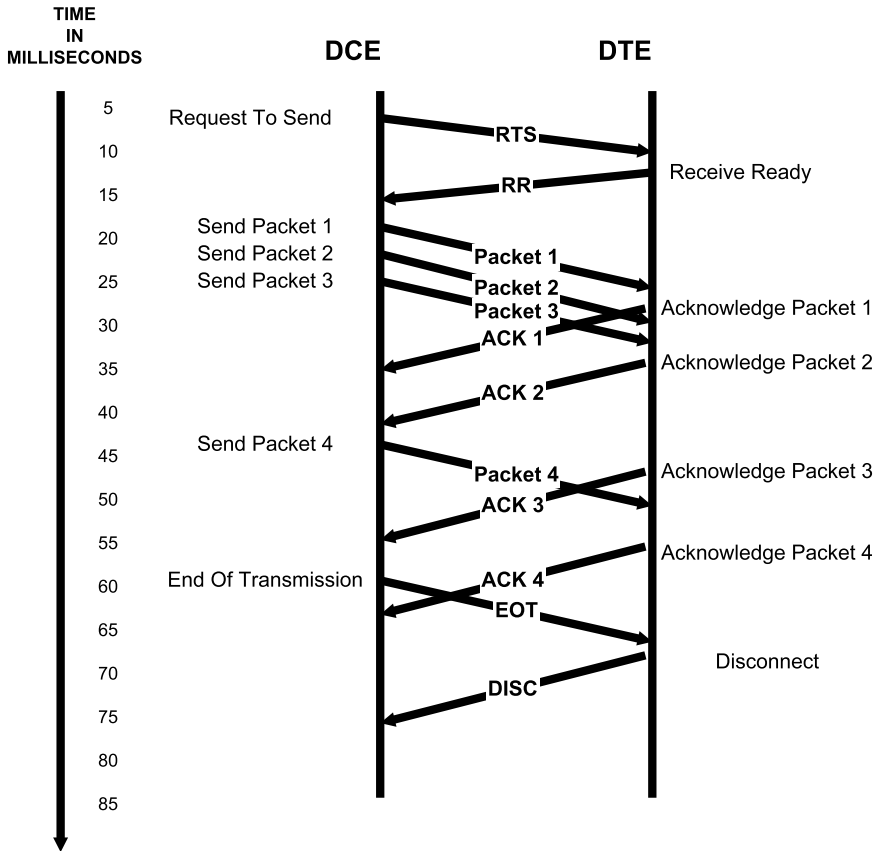 TIME
IN
MILLISECONDS
DCE
DTE
5
Request To Send
RTS
10
Receive Ready
RR
15
Send Packet 1
20
Send Packet 2
Packet 1
Send Packet 3
25
Packet 2
Packet 3
Acknowledge Packet 1
30
ACK 1
Acknowledge Packet 2
35
ACK 2
40
Send Packet 4
45
Acknowledge Packet 3
Packet 4
50
ACK 3
55
Acknowledge Packet 4
End Of Transmission
ACK 4
60
EOT
65
Disconnect
70
DISC
75
80
85